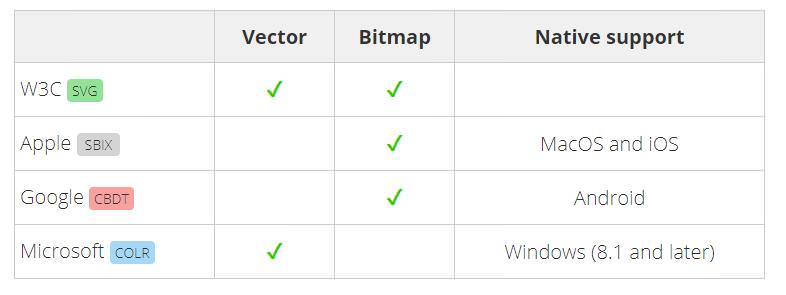 Vector Bitmap Native support
W3C SVG ✓ ✓
Apple SBIX ✓ MacOS and iOS
Google CBDT ✓ Android
Microsoft COLR ✓ Windows (8.1 and later)